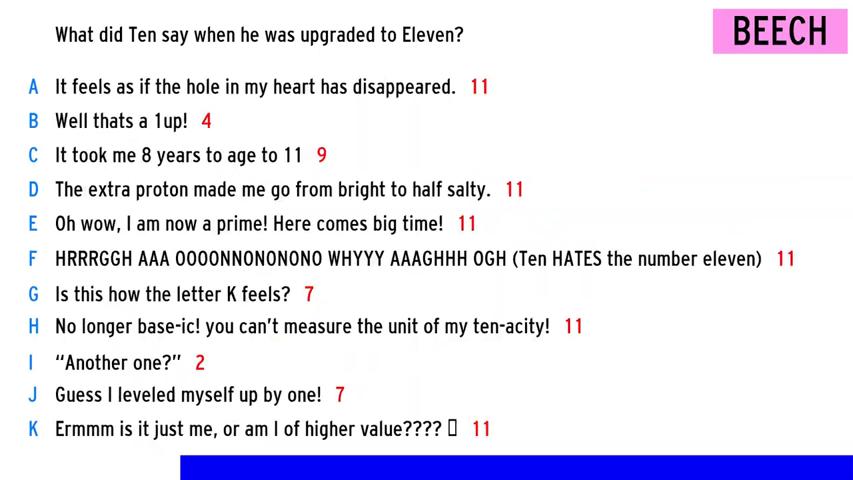 What did Ten say when he was upgraded to Eleven?
BEECH
A It feels as if the hole in my heart has disappeared. 11
B Well thats a 1up! 4
C It took me 8 years to age to 11 9
D The extra proton made me go from bright to half salty. 11
E Oh wow, I am now a prime! Here comes big time! 11
F HRRRGGH AAA OOOONNONONONO WHYYY AAAGHHH OGH (Ten HATES the number eleven) 11
G Is this how the letter K feels? 7
H No longer base-ic! you can't measure the unit of my ten-acity! 11
I “Another one?” 2
J Guess I leveled myself up by one! 7
K Ermmm is it just me, or am I of higher value???? 11